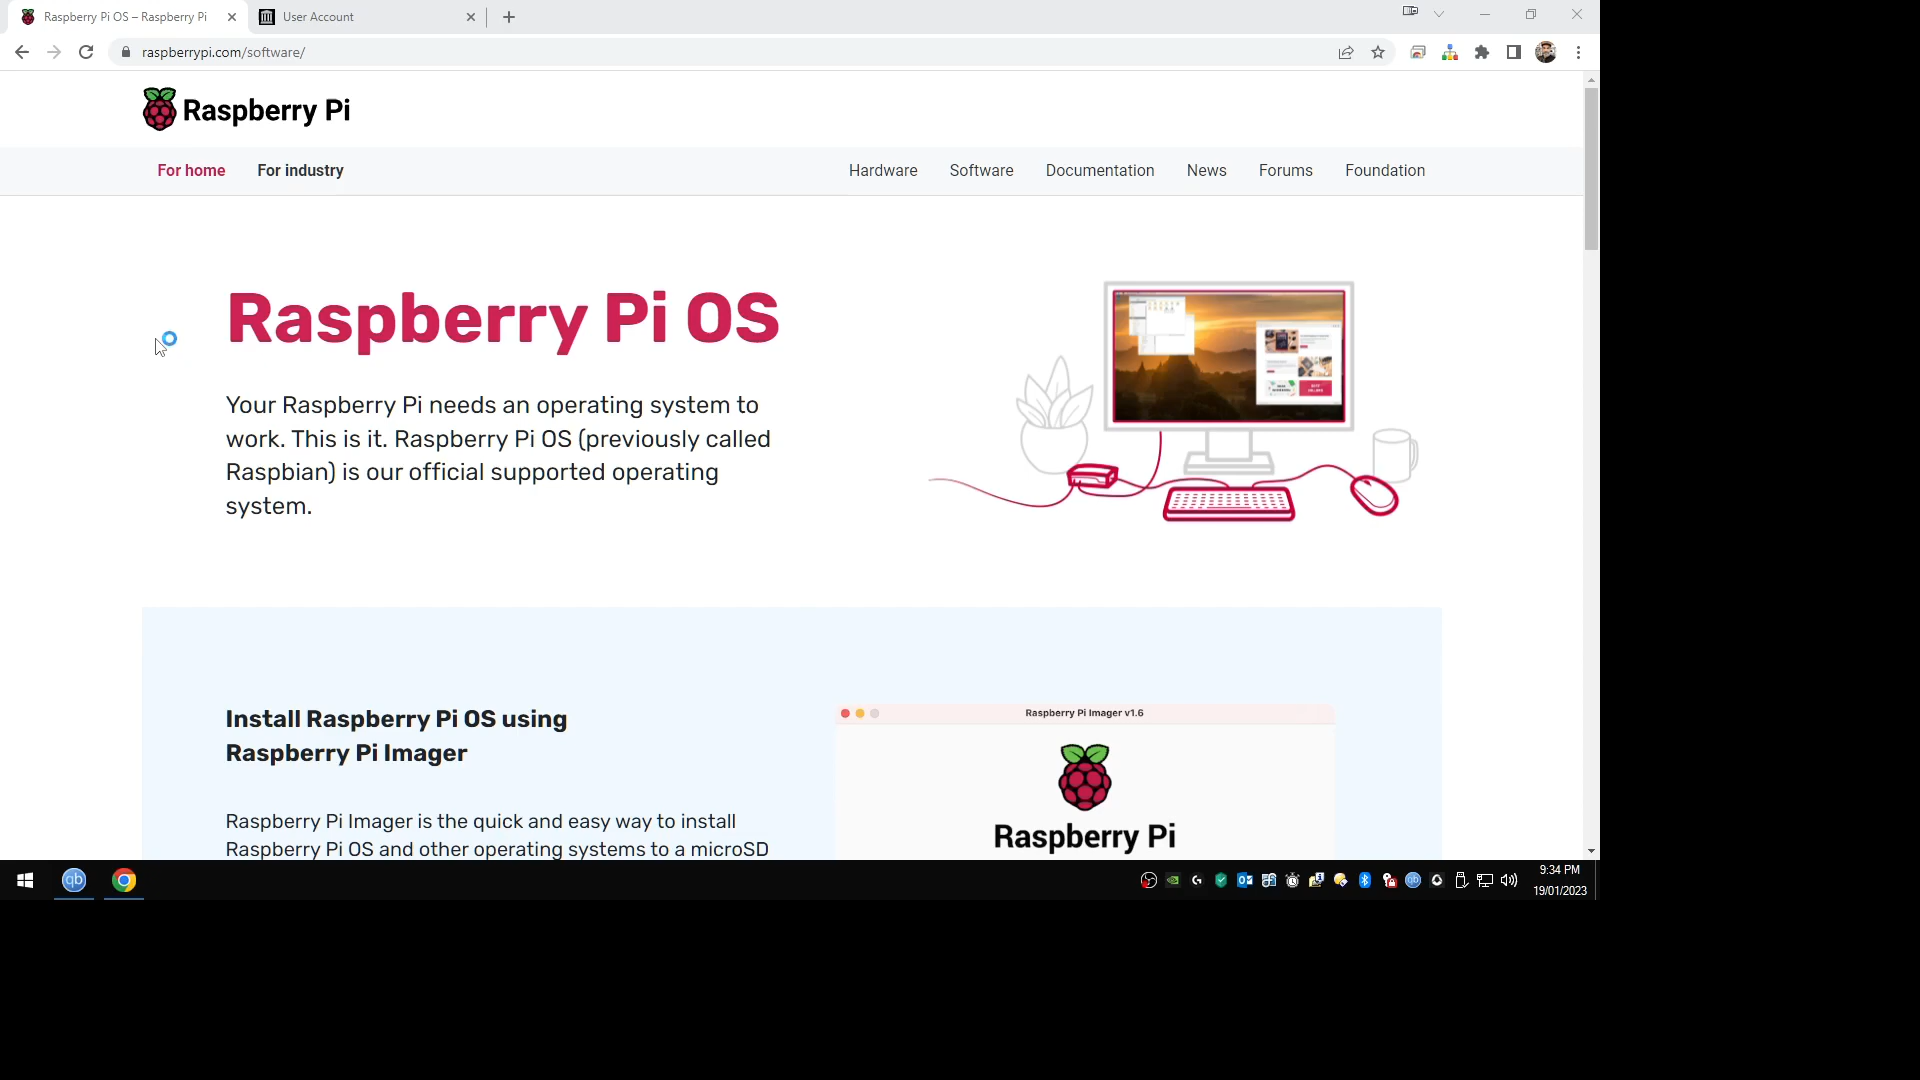 Raspberry Pi OS – Raspberry Pi
User Account
raspberrypi.com/software/
Raspberry Pi
For home
For industry
Hardware
Software
Documentation
News
Forums
Foundation
Raspberry Pi OS
Your Raspberry Pi needs an operating system to
work. This is it. Raspberry Pi OS (previously called
Raspbian) is our official supported operating
system.
Install Raspberry Pi OS using
Raspberry Pi Imager
Raspberry Pi Imager is the quick and easy way to install
Raspberry Pi OS and other operating systems to a microSD
Raspberry Pi Imager v1.6
Raspberry Pi
qb
9:34 PM
19/01/2023